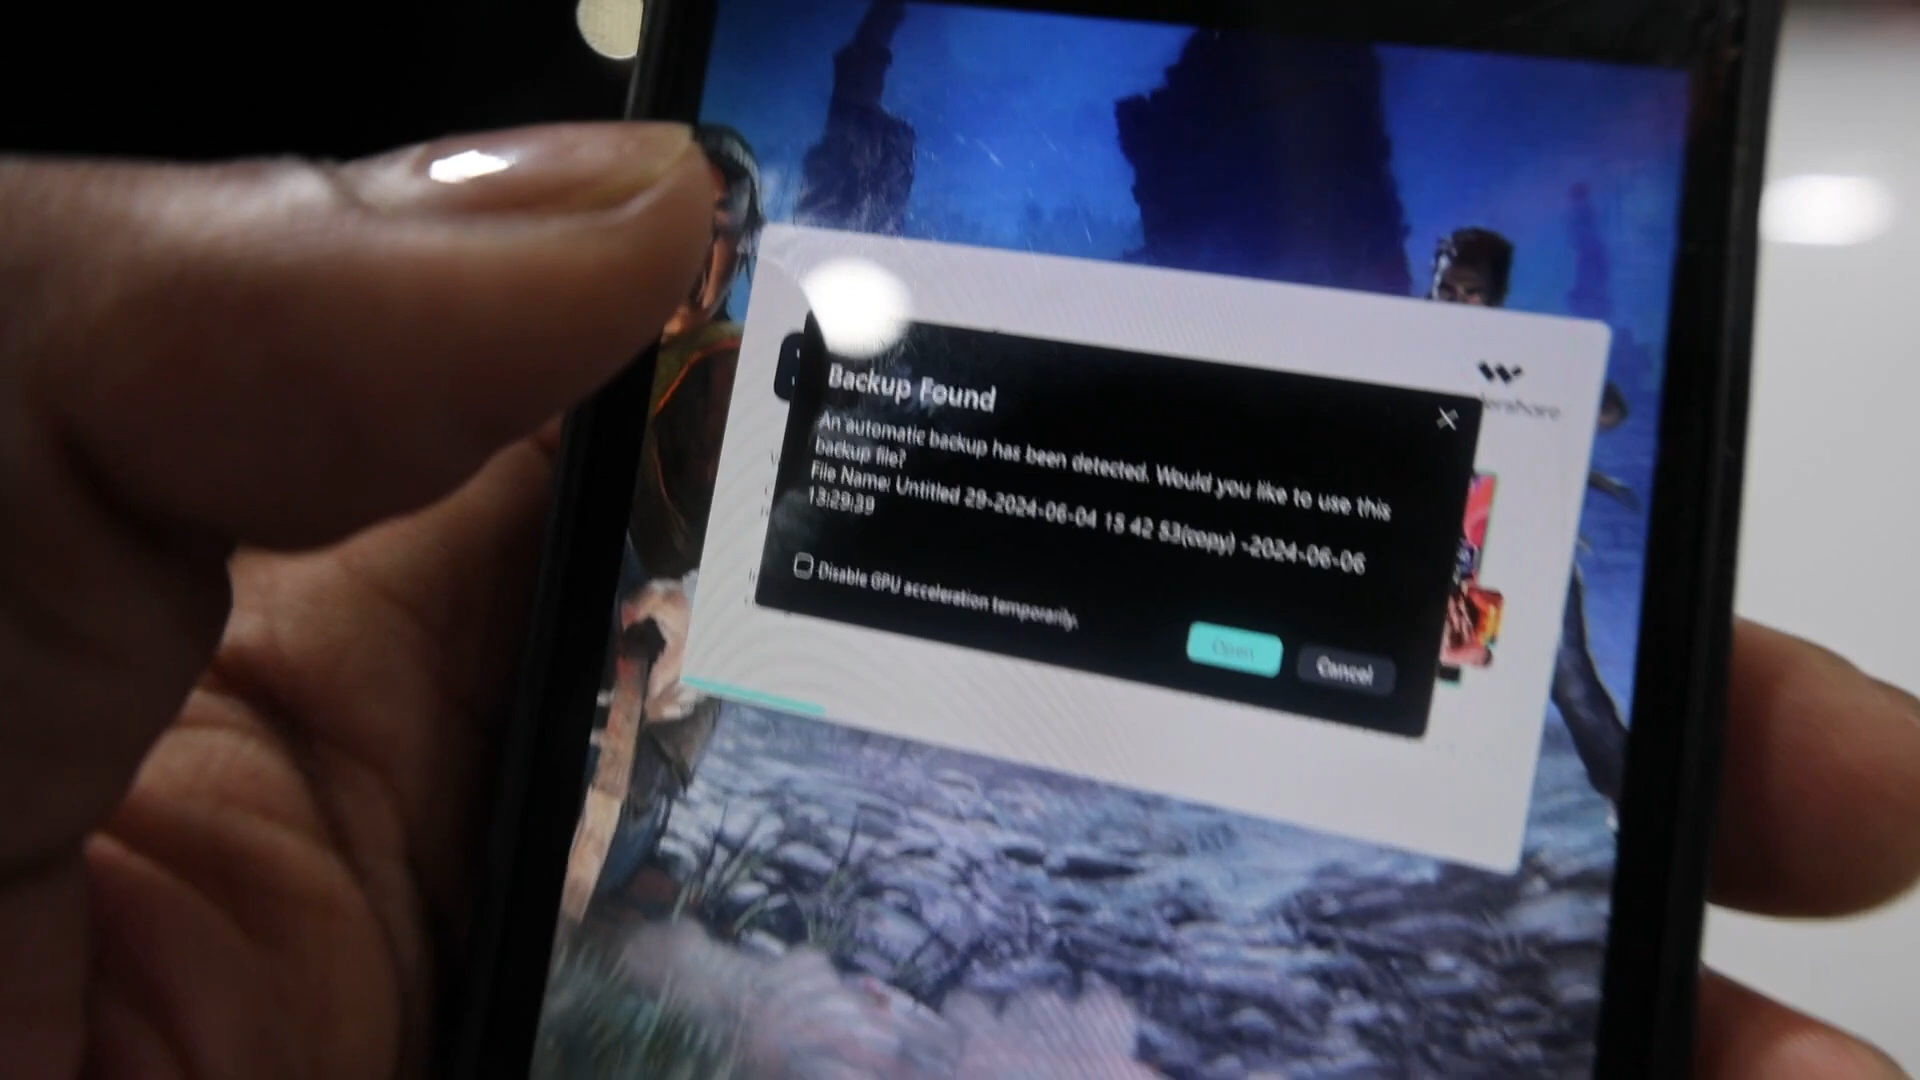 Backup Found
An automatic backup has been detected. Would you like to use this
backup file?
File Name: Untitled 29-2024-06-04 15 42 53(copy) -2024-06-06
13:29:39
Disable GPU acceleration temporarily.
Open
Cancel